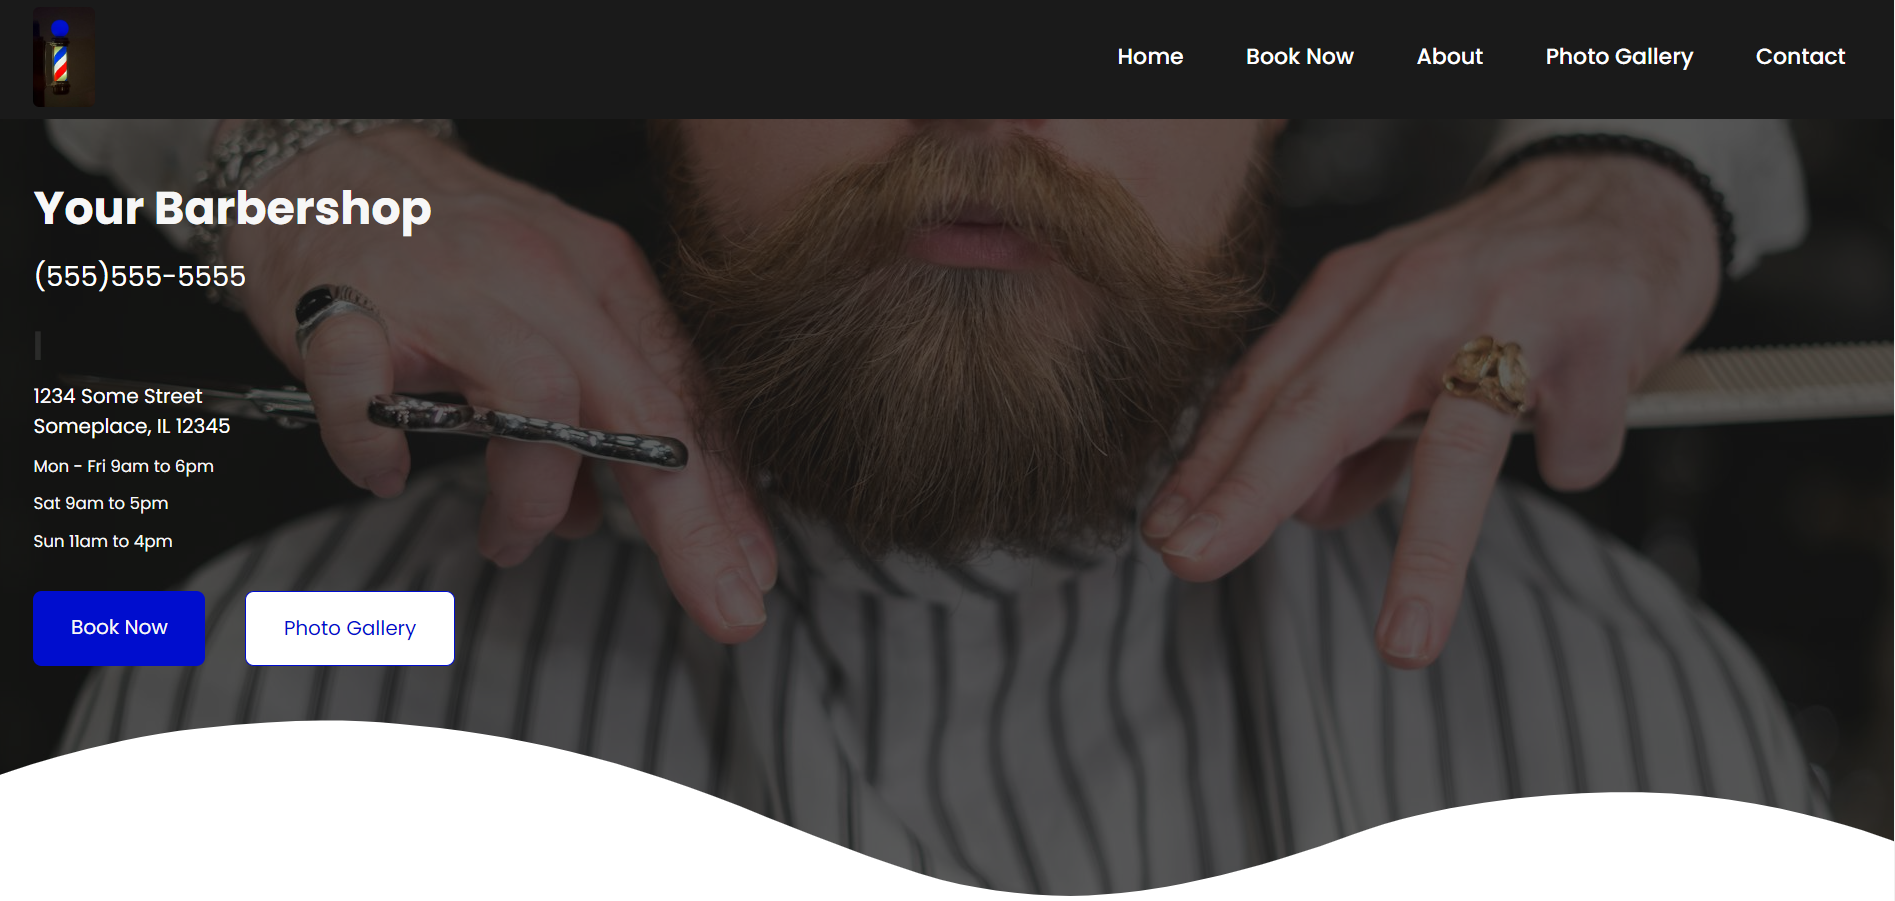 Home Book Now About Photo Gallery Contact
Your Barbershop
(555)555-5555
1234 Some Street
Someplace, IL 12345
Mon - Fri 9am to 6pm
Sat 9am to 5pm
Sun 11am to 4pm
Book Now Photo Gallery